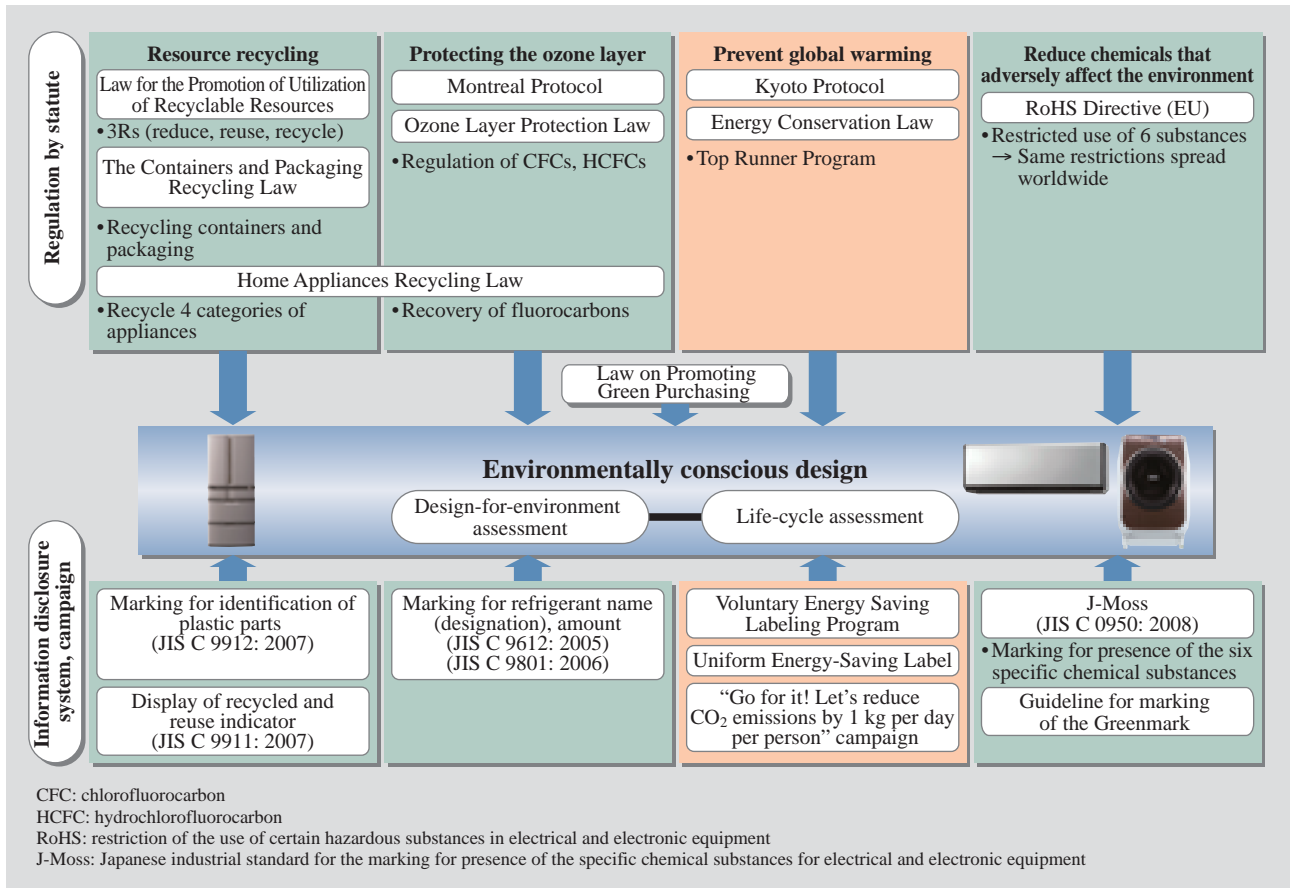 Regulation by statute
Resource recycling
Law for the Promotion of Utilization
of Recyclable Resources
• 3Rs (reduce, reuse, recycle)
The Containers and Packaging
Recycling Law
• Recycling containers and
packaging
Protecting the ozone layer
Montreal Protocol
Ozone Layer Protection Law
• Regulation of CFCs, HCFCs
Home Appliances Recycling Law
• Recycle 4 categories of
appliances
• Recovery of fluorocarbons
Prevent global warming
Kyoto Protocol
Energy Conservation Law
• Top Runner Program
Reduce chemicals that
adversely affect the environment
RoHS Directive (EU)
• Restricted use of 6 substances
→ Same restrictions spread
worldwide
Law on Promoting
Green Purchasing
Environmentally conscious design
Design-for-environment
assessment
Life-cycle assessment
Information disclosure
system, campaign
Marking for identification of
plastic parts
(JIS C 9912: 2007)
Display of recycled and
reuse indicator
(JIS C 9911: 2007)
Marking for refrigerant name
(designation), amount
(JIS C 9612: 2005)
(JIS C 9801: 2006)
Voluntary Energy Saving
Labeling Program
Uniform Energy-Saving Label
“Go for it! Let’s reduce
CO₂ emissions by 1 kg per day
per person” campaign
J-Moss
(JIS C 0950: 2008)
• Marking for presence of the six
specific chemical substances
Guideline for marking
of the Greenmark
CFC: chlorofluorocarbon
HCFC: hydrochlorofluorocarbon
RoHS: restriction of the use of certain hazardous substances in electrical and electronic equipment
J-Moss: Japanese industrial standard for the marking for presence of the specific chemical substances for electrical and electronic equipment